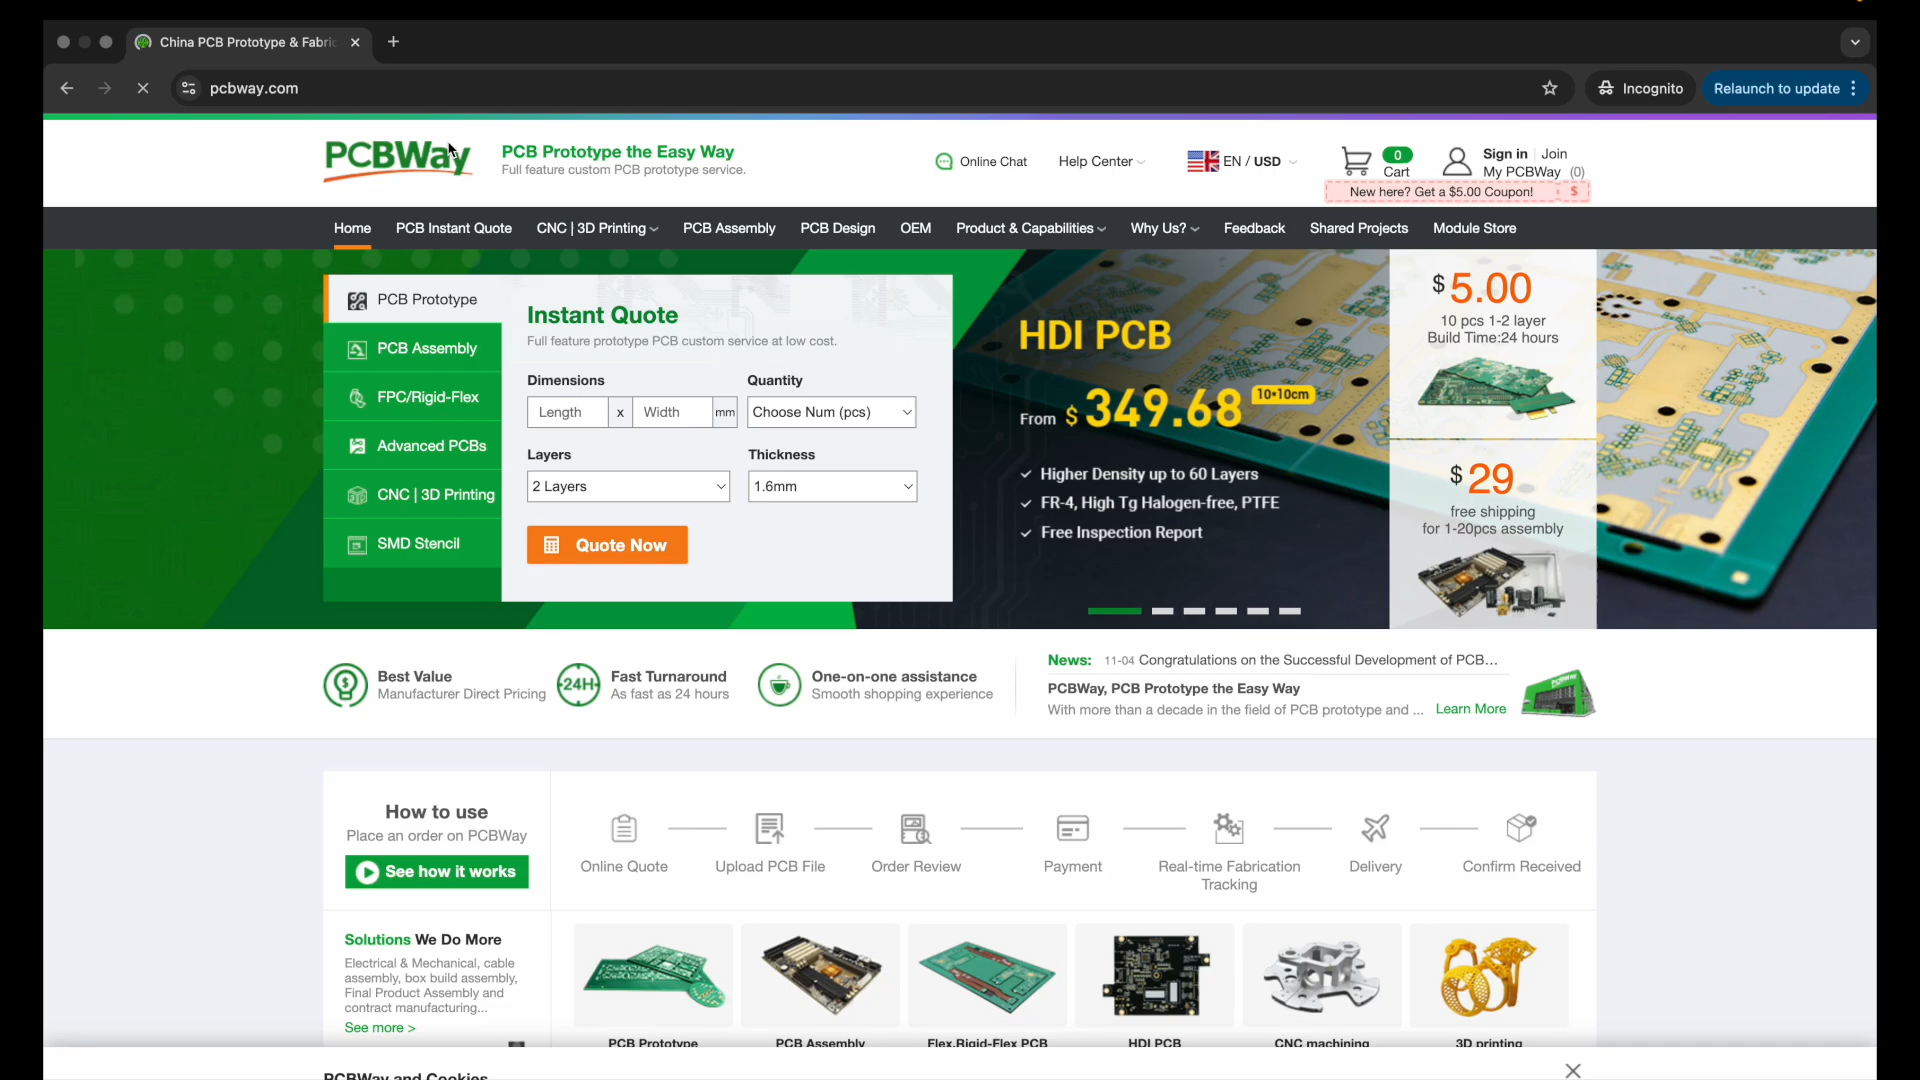 China PCB Prototype & Fabric
pcbway.com
Incognito
Relaunch to update
PCBWay
PCB Prototype the Easy Way
Full feature custom PCB prototype service.
Online Chat
Help Center
EN / USD
0
Cart
Sign in
Join
My PCBWay (0)
New here? Get a $5.00 Coupon!
$
Home
PCB Instant Quote
CNC | 3D Printing
PCB Assembly
PCB Design
OEM
Product & Capabilities
Why Us?
Feedback
Shared Projects
Module Store
PCB Prototype
PCB Assembly
FPC/Rigid-Flex
Advanced PCBs
CNC | 3D Printing
SMD Stencil
Instant Quote
Full feature prototype PCB custom service at low cost.
Dimensions
Quantity
Length
x
Width
mm
Choose Num (pcs)
Layers
Thickness
2 Layers
1.6mm
Quote Now
HDI PCB
From $ 349.68
10*10cm
Higher Density up to 60 Layers
FR-4, High Tg Halogen-free, PTFE
Free Inspection Report
$5.00
10 pcs 1-2 layer
Build Time:24 hours
$29
free shipping
for 1-20pcs assembly
Best Value
Manufacturer Direct Pricing
24H
Fast Turnaround
As fast as 24 hours
One-on-one assistance
Smooth shopping experience
News: 11-04 Congratulations on the Successful Development of PCB...
PCBWay, PCB Prototype the Easy Way
With more than a decade in the field of PCB prototype and ... Learn More
How to use
Place an order on PCBWay
See how it works
Online Quote
Upload PCB File
Order Review
Payment
Real-time Fabrication
Tracking
Delivery
Confirm Received
Solutions We Do More
Electrical & Mechanical, cable
assembly, box build assembly,
Final Product Assembly and
contract manufacturing...
See more >
PCB Prototype
PCB Assembly
Flex,Rigid-Flex PCB
HDI PCB
CNC machining
3D printing
PCBWay and Cookies